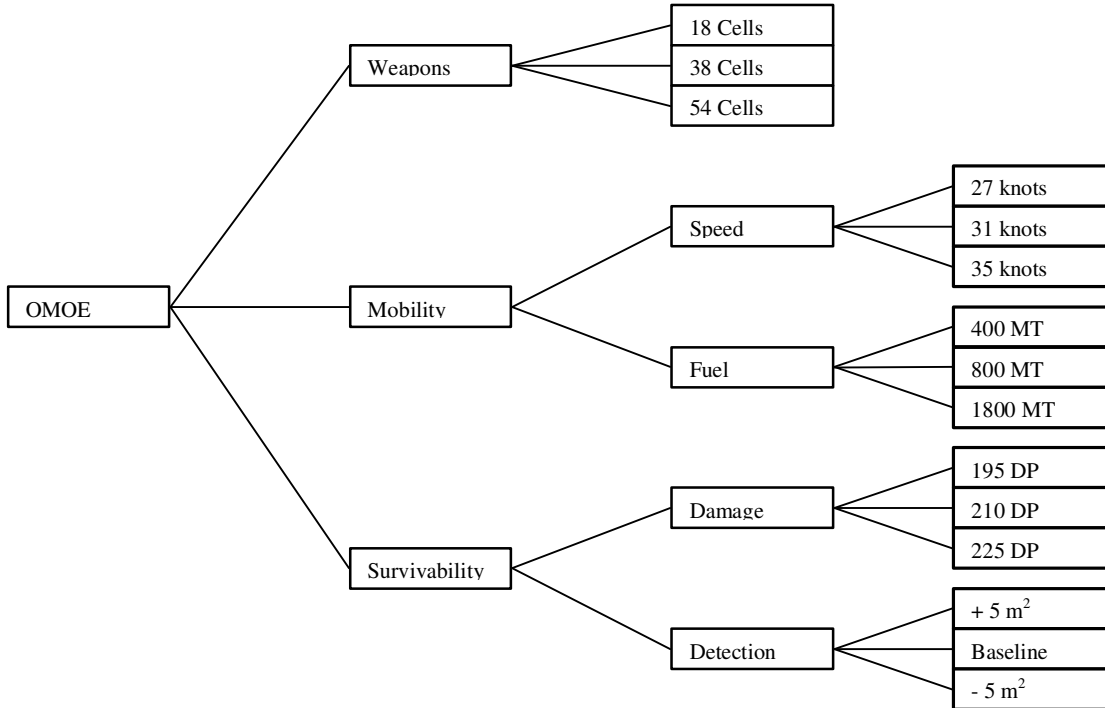 18 Cells
Weapons
38 Cells
54 Cells
27 knots
Speed
31 knots
35 knots
OMOE
Mobility
400 MT
Fuel
800 MT
1800 MT
195 DP
Damage
210 DP
225 DP
Survivability
+ 5 m²
Detection
Baseline
- 5 m²